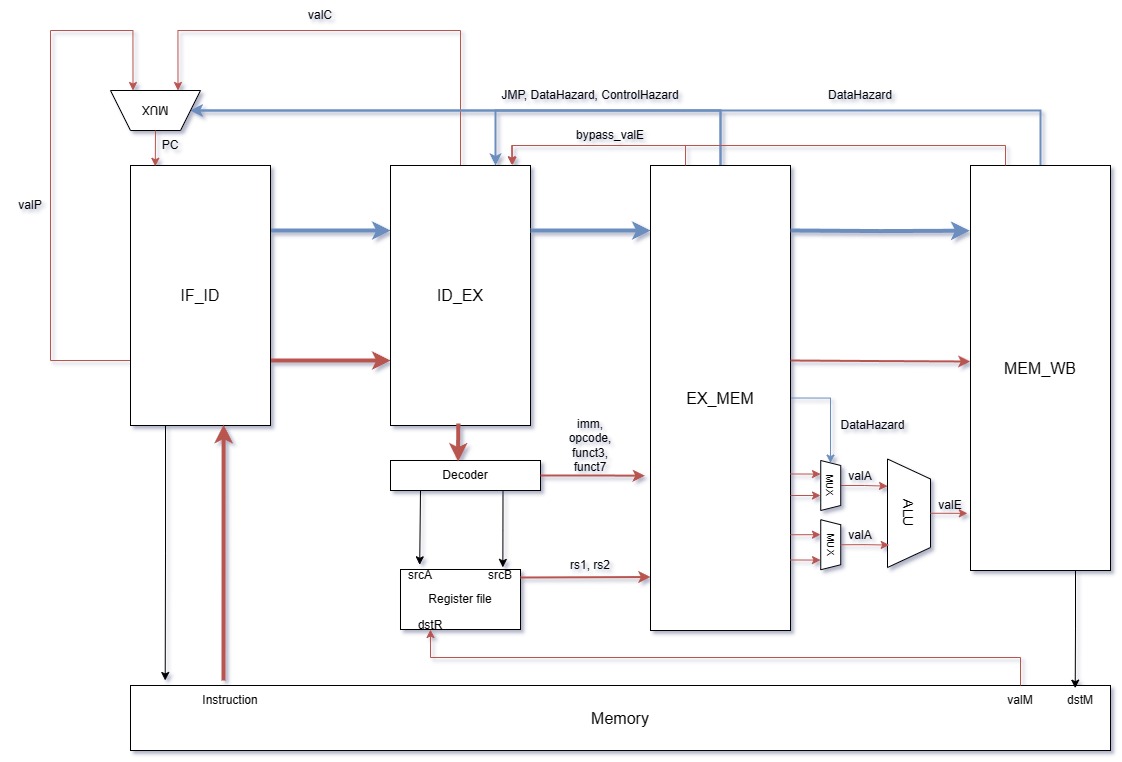 valC
JMP, DataHazard, ControlHazard
DataHazard
MUX
bypass_valE
PC
valP
IF_ID
ID_EX
EX_MEM
MEM_WB
imm,
opcode,
funct3,
funct7
DataHazard
Decoder
MUX
valA
ALU
valE
MUX
valA
srcA
srcB
rs1, rs2
Register file
dstR
Instruction
valM
dstM
Memory